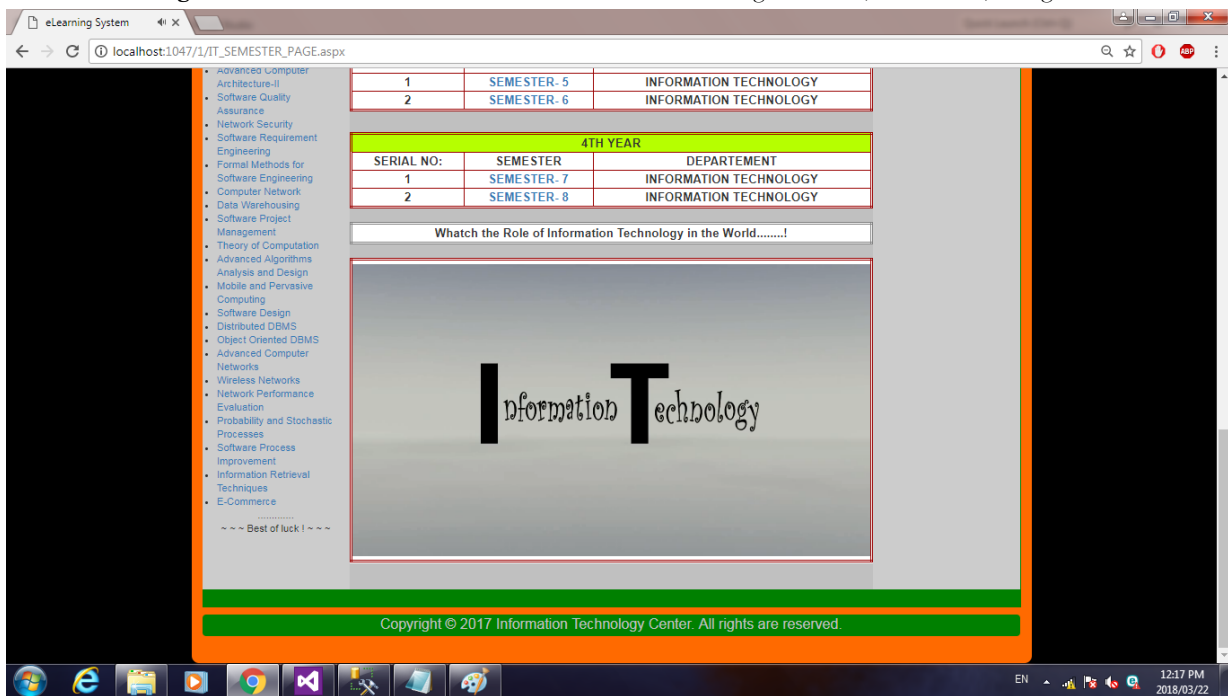 eLearning System
localhost:1047/1/IT_SEMESTER_PAGE.aspx
ABP
Advanced Computer
Architecture-II
Software Quality
Assurance
Network Security
Software Requirement
Engineering
Formal Methods for
Software Engineering
Computer Network
Data Warehousing
Software Project
Management
Theory of Computation
Advanced Algorithms
Analysis and Design
Mobile and Pervasive
Computing
Software Design
Distributed DBMS
Object Oriented DBMS
Advanced Computer
Networks
Wireless Networks
Network Performance
Evaluation
Probability and Stochastic
Processes
Software Process
Improvement
Information Retrieval
Techniques
E-Commerce
.............
~ ~ ~ Best of luck ! ~ ~ ~
1 SEMESTER- 5 INFORMATION TECHNOLOGY
2 SEMESTER- 6 INFORMATION TECHNOLOGY
4TH YEAR
SERIAL NO: SEMESTER DEPARTEMENT
1 SEMESTER- 7 INFORMATION TECHNOLOGY
2 SEMESTER- 8 INFORMATION TECHNOLOGY
Whatch the Role of Information Technology in the World........!
Information Technology
Copyright © 2017 Information Technology Center. All rights are reserved.
EN
12:17 PM
2018/03/22